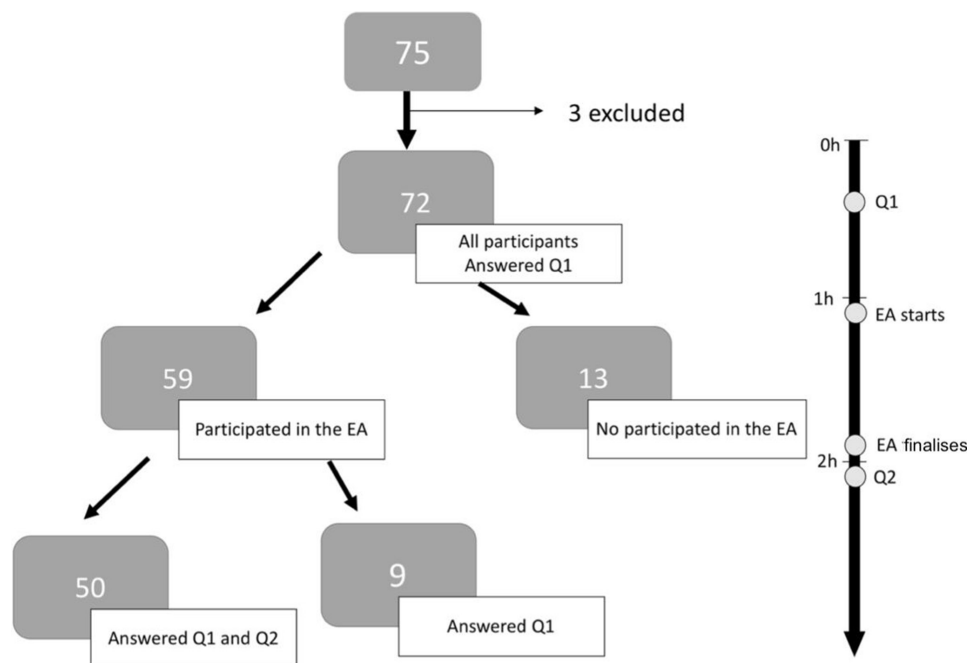 75
3 excluded
72
All participants
Answered Q1
59
Participated in the EA
13
No participated in the EA
50
Answered Q1 and Q2
9
Answered Q1
0h
Q1
1h
EA starts
EA finalises
2h
Q2